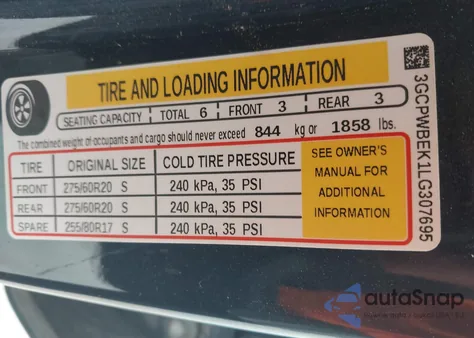 TIRE AND LOADING INFORMATION
SEATING CAPACITY TOTAL 6 FRONT 3 REAR 3
The combined weight of occupants and cargo should never exceed 844 kg or 1858 lbs.
TIRE ORIGINAL SIZE COLD TIRE PRESSURE
FRONT 275/60R20 S 240 kPa, 35 PSI
REAR 275/60R20 S 240 kPa, 35 PSI
SPARE 255/80R17 S 240 kPa, 35 PSI
SEE OWNER'S
MANUAL FOR
ADDITIONAL
INFORMATION
3GCPWBEK1LG307695
autoSnap